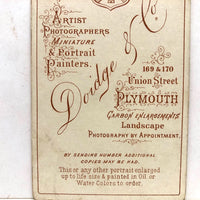 Artist
Photographers
Miniature
& Portrait
Painters.
Doidge & Co.
169 & 170
Union Street
Plymouth
Carbon Enlargements
Landscape
Photography by Appointment.
By sending number additional
copies may be had.
This or any other portrait enlarged
up to life size & painted in Oil or
Water Colors to order.